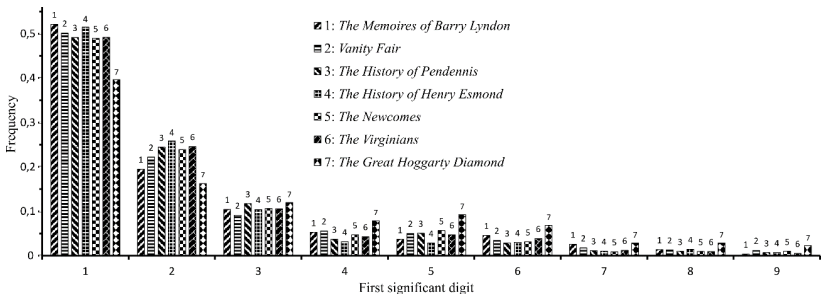 0,5
0,5
0,3
0,2
0,1
0
Frequency
1 2 3 4 5 6 7
1 2 3 4 5 6 7
1 2 3 4 5 6 7
1 2 3 4 5 6 7
1 2 3 4 5 6 7
1 2 3 4 5 6 7
1 2 3 4 5 6 7
1 2 3 4 5 6 7
1 2 3 4 5 6 7
1: The Memoires of Barry Lyndon
2: Vanity Fair
3: The History of Pendennis
4: The History of Henry Esmond
5: The Newcomes
6: The Virginians
7: The Great Hoggarty Diamond
1 2 3 4 5 6 7 8 9
First significant digit